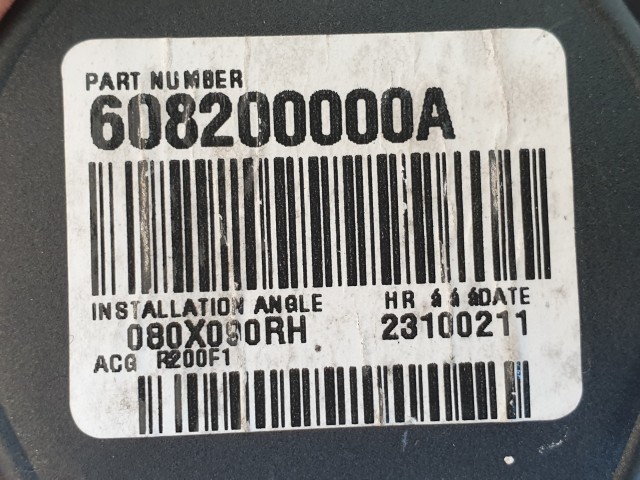 PART NUMBER
608200000A
INSTALLATION ANGLE HR & & &DATE
080X090RH 23100211
ACG R200F1